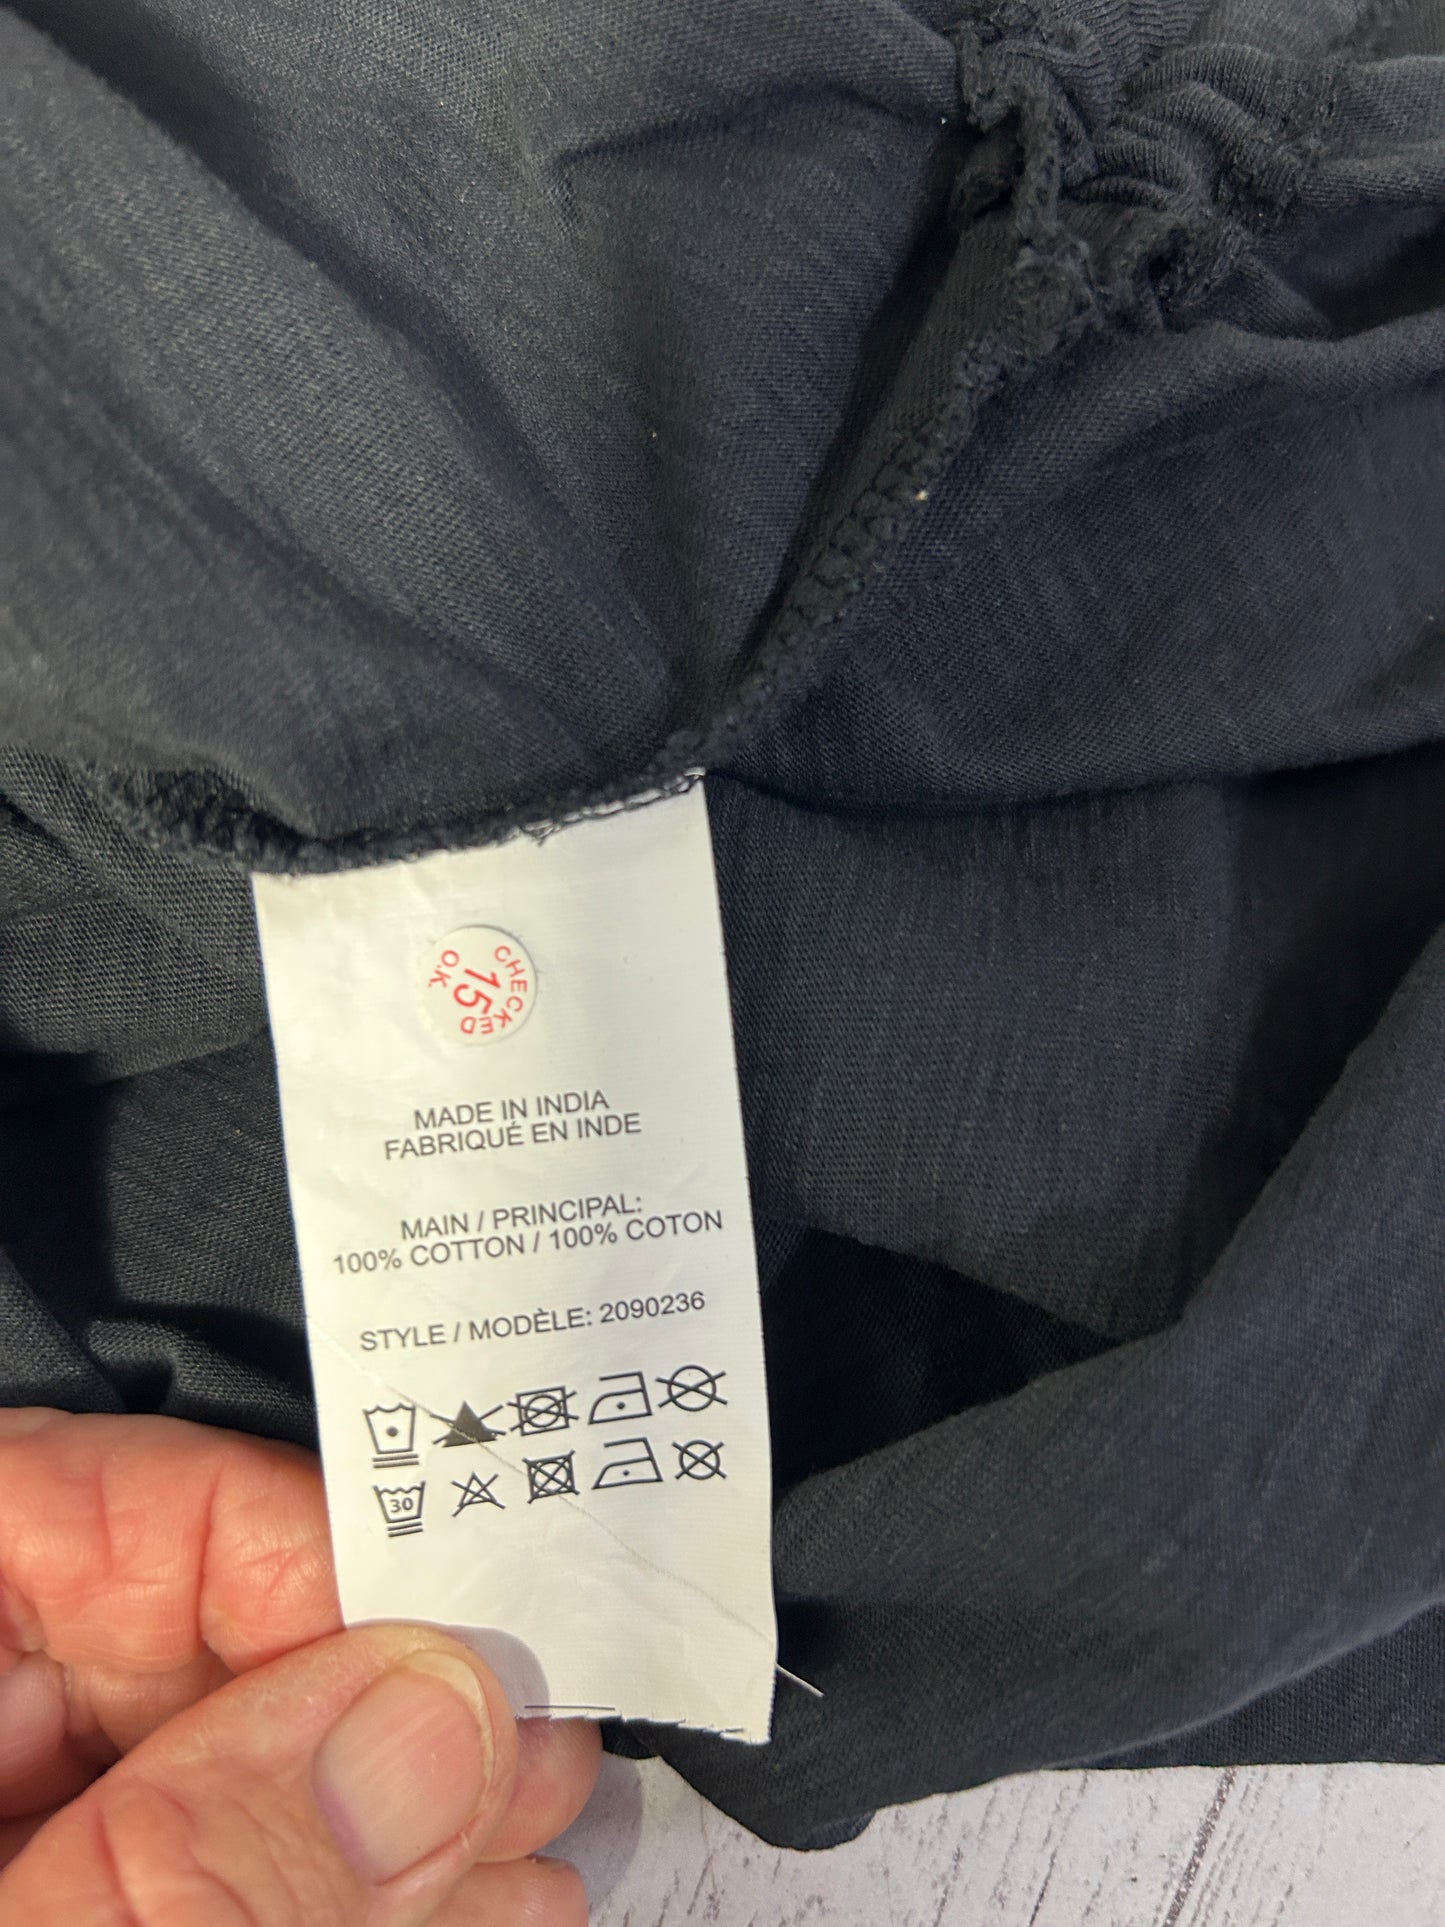 CHECKED
15
O.K.
MADE IN INDIA
FABRIQUÉ EN INDE
MAIN / PRINCIPAL:
100% COTTON / 100% COTON
STYLE / MODÈLE: 2090236
30